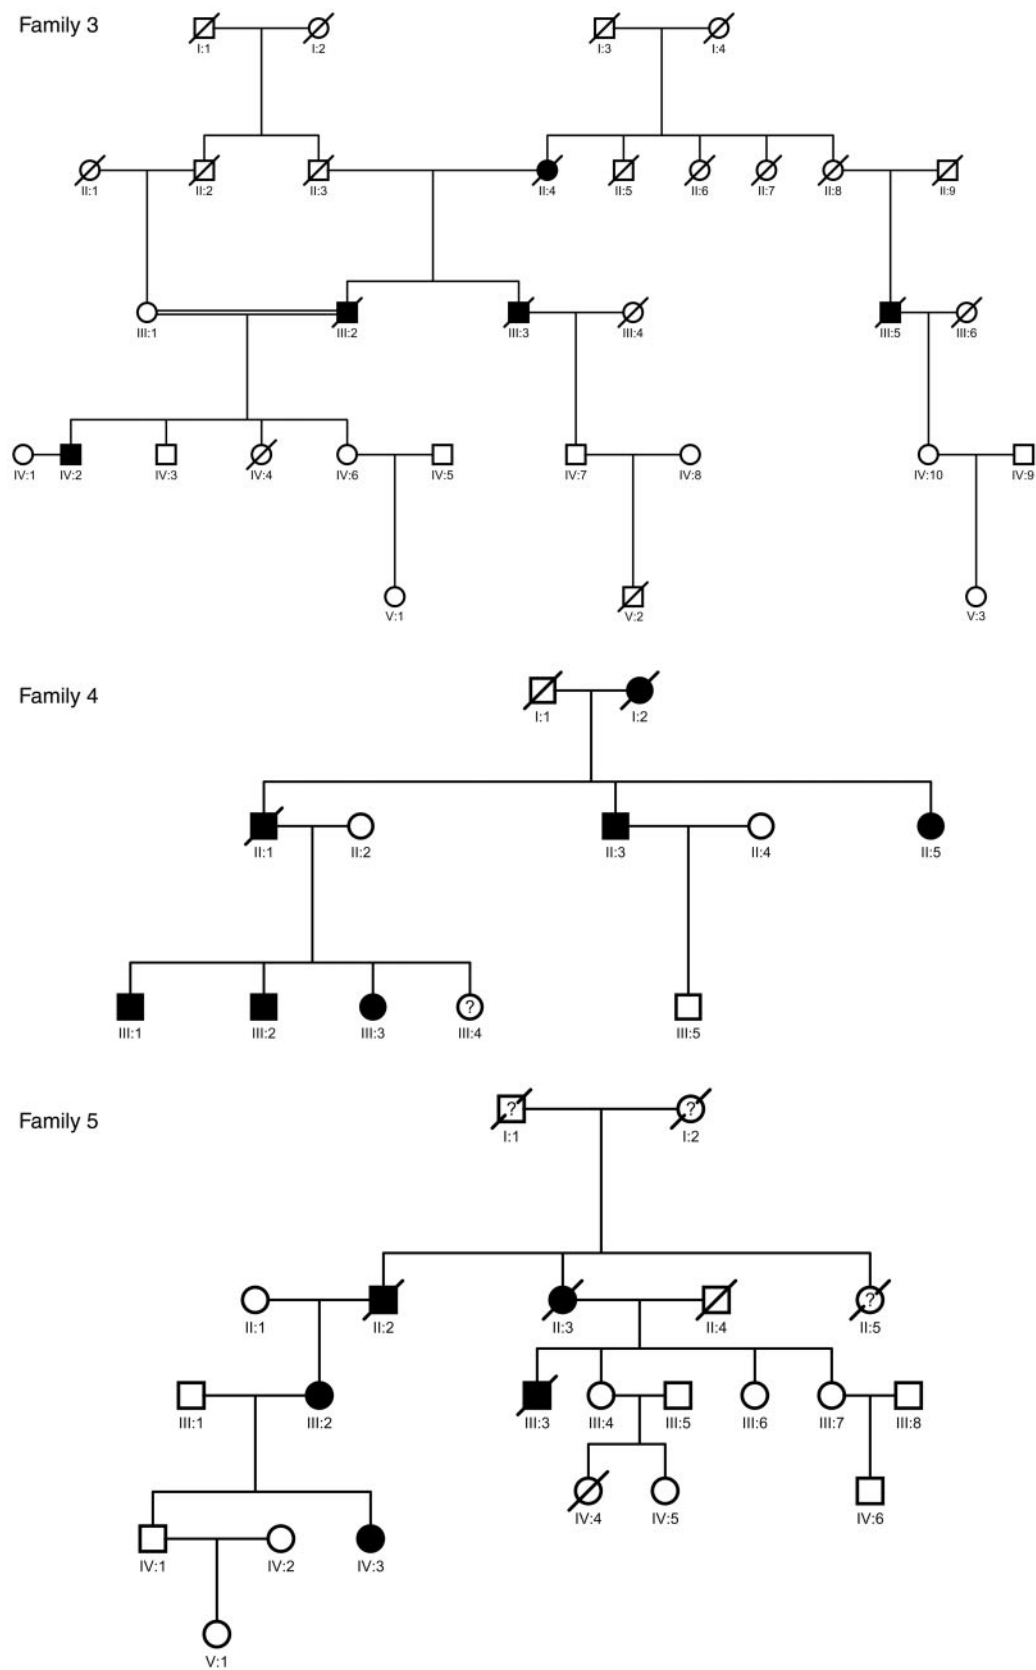 Family 3
I:1 I:2 I:3 I:4
II:1 II:2 II:3 II:4 II:5 II:6 II:7 II:8 II:9
III:1 III:2 III:3 III:4 III:5 III:6
IV:1 IV:2 IV:3 IV:4 IV:6 IV:5 IV:7 IV:8 IV:10 IV:9
V:1 V:2 V:3
Family 4
I:1 I:2
II:1 II:2 II:3 II:4 II:5
?
III:1 III:2 III:3 III:4 III:5
Family 5
? ?
I:1 I:2
?
II:1 II:2 II:3 II:4 II:5
III:1 III:2 III:3 III:4 III:5 III:6 III:7 III:8
IV:4 IV:5 IV:6
IV:1 IV:2 IV:3
V:1